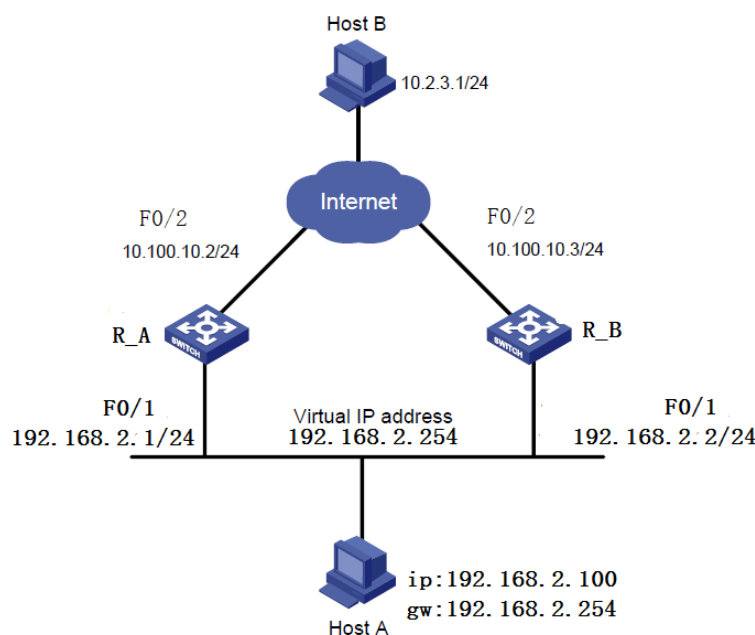 Host B
10.2.3.1/24
Internet
F0/2
10.100.10.2/24
F0/2
10.100.10.3/24
SWITCH
R_A
SWITCH
R_B
F0/1
192.168.2.1/24
Virtual IP address
192.168.2.254
F0/1
192.168.2.2/24
ip:192.168.2.100
gw:192.168.2.254
Host A